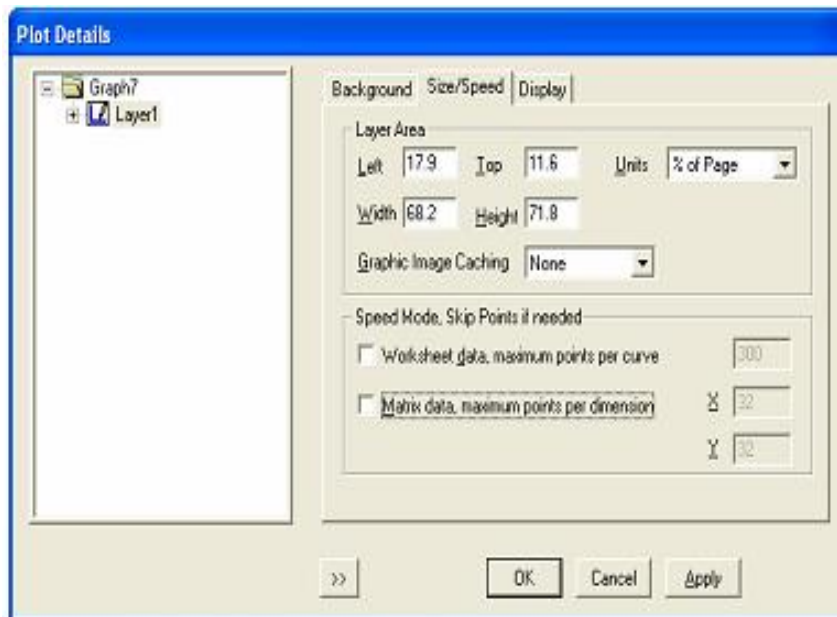 Plot Details
Graph7
Layer1
Background Size/Speed Display
Layer Area
Left 17.9 Top 11.6 Units % of Page
Width 68.2 Height 71.8
Graphic Image Caching None
Speed Mode, Skip Points if needed
Worksheet data, maximum points per curve 300
Matrix data, maximum points per dimension X 32
Y 32
>> OK Cancel Apply